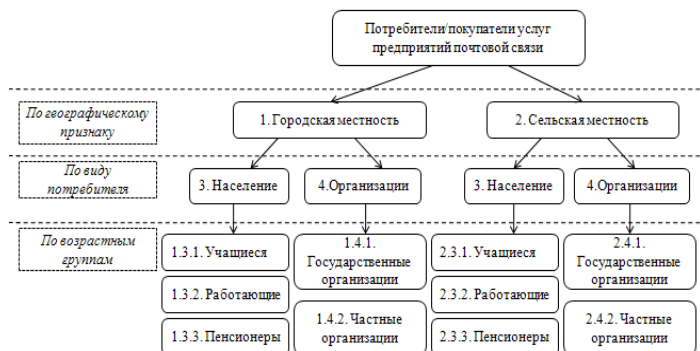 Потребители/покупатели услуг
предприятий почтовой связи
По географическому
признаку
1. Городская местность
2. Сельская местность
По виду
потребителя
3. Население
4.Организации
3. Население
4.Организации
По возрастным
группам
1.3.1. Учащиеся
1.3.2. Работающие
1.3.3. Пенсионеры
1.4.1.
Государственные
организации
1.4.2. Частные
организации
2.3.1. Учащиеся
2.3.2. Работающие
2.3.3. Пенсионеры
2.4.1.
Государственные
организации
2.4.2. Частные
организации